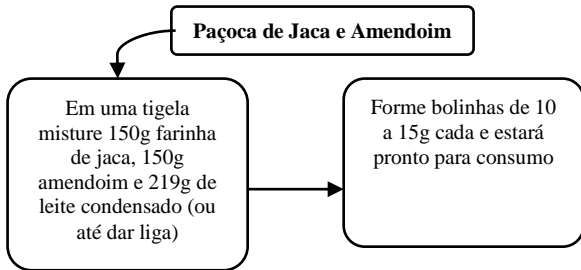 Paçoca de Jaca e Amendoim
Em uma tigela
misture 150g farinha
de jaca, 150g
amendoim e 219g de
leite condensado (ou
até dar liga)
Forme bolinhas de 10
a 15g cada e estará
pronto para consumo